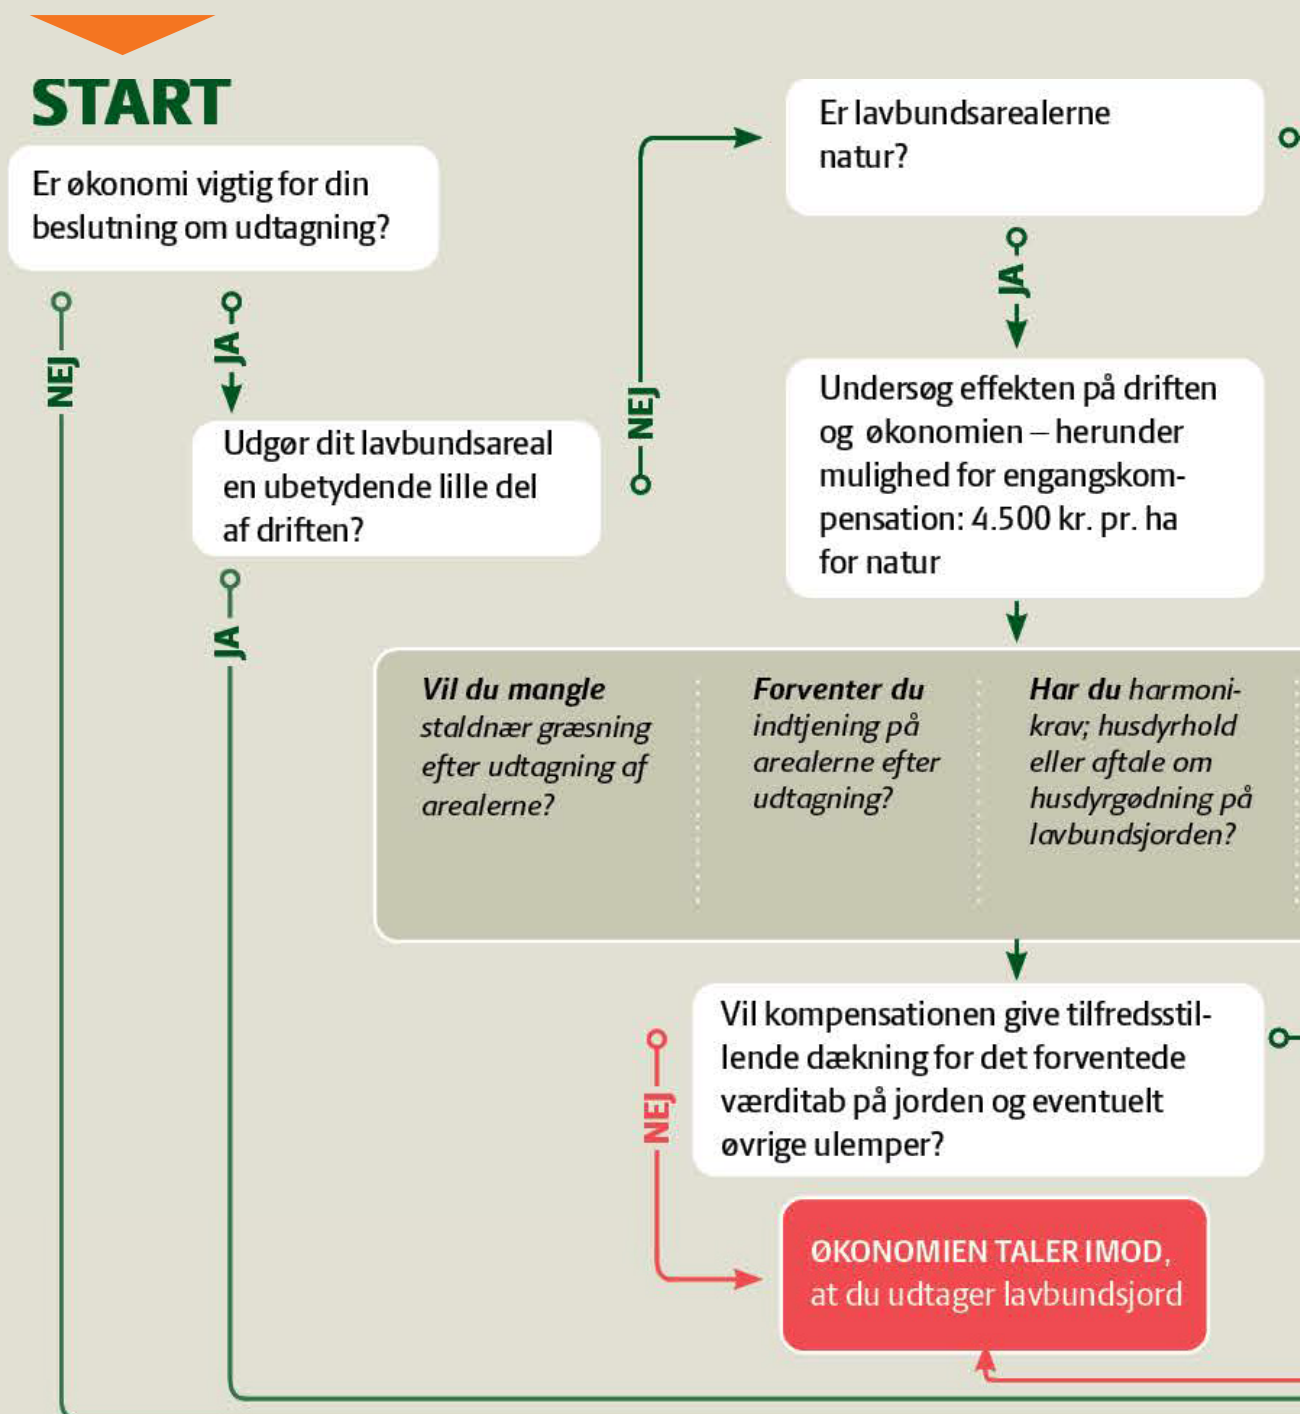 START
Er økonomi vigtig for din
beslutning om udtagning?
NEJ
JA
Udgør dit lavbundsareal
en ubetydende lille del
af driften?
JA
NEJ
Er lavbundsarealerne
natur?
JA
Undersøg effekten på driften
og økonomien – herunder
mulighed for engangskom-
pensation: 4.500 kr. pr. ha
for natur
Vil du mangle
staldnær græsning
efter udtagning af
arealerne?
Forventer du
indtjening på
arealerne efter
udtagning?
Har du harmoni-
krav; husdyrhold
eller aftale om
husdyrgødning på
lavbundsjorden?
Vil kompensationen give tilfredsstil-
lende dækning for det forventede
værditab på jorden og eventuelt
øvrige ulemper?
NEJ
ØKONOMIEN TALER IMOD,
at du udtager lavbundsjord